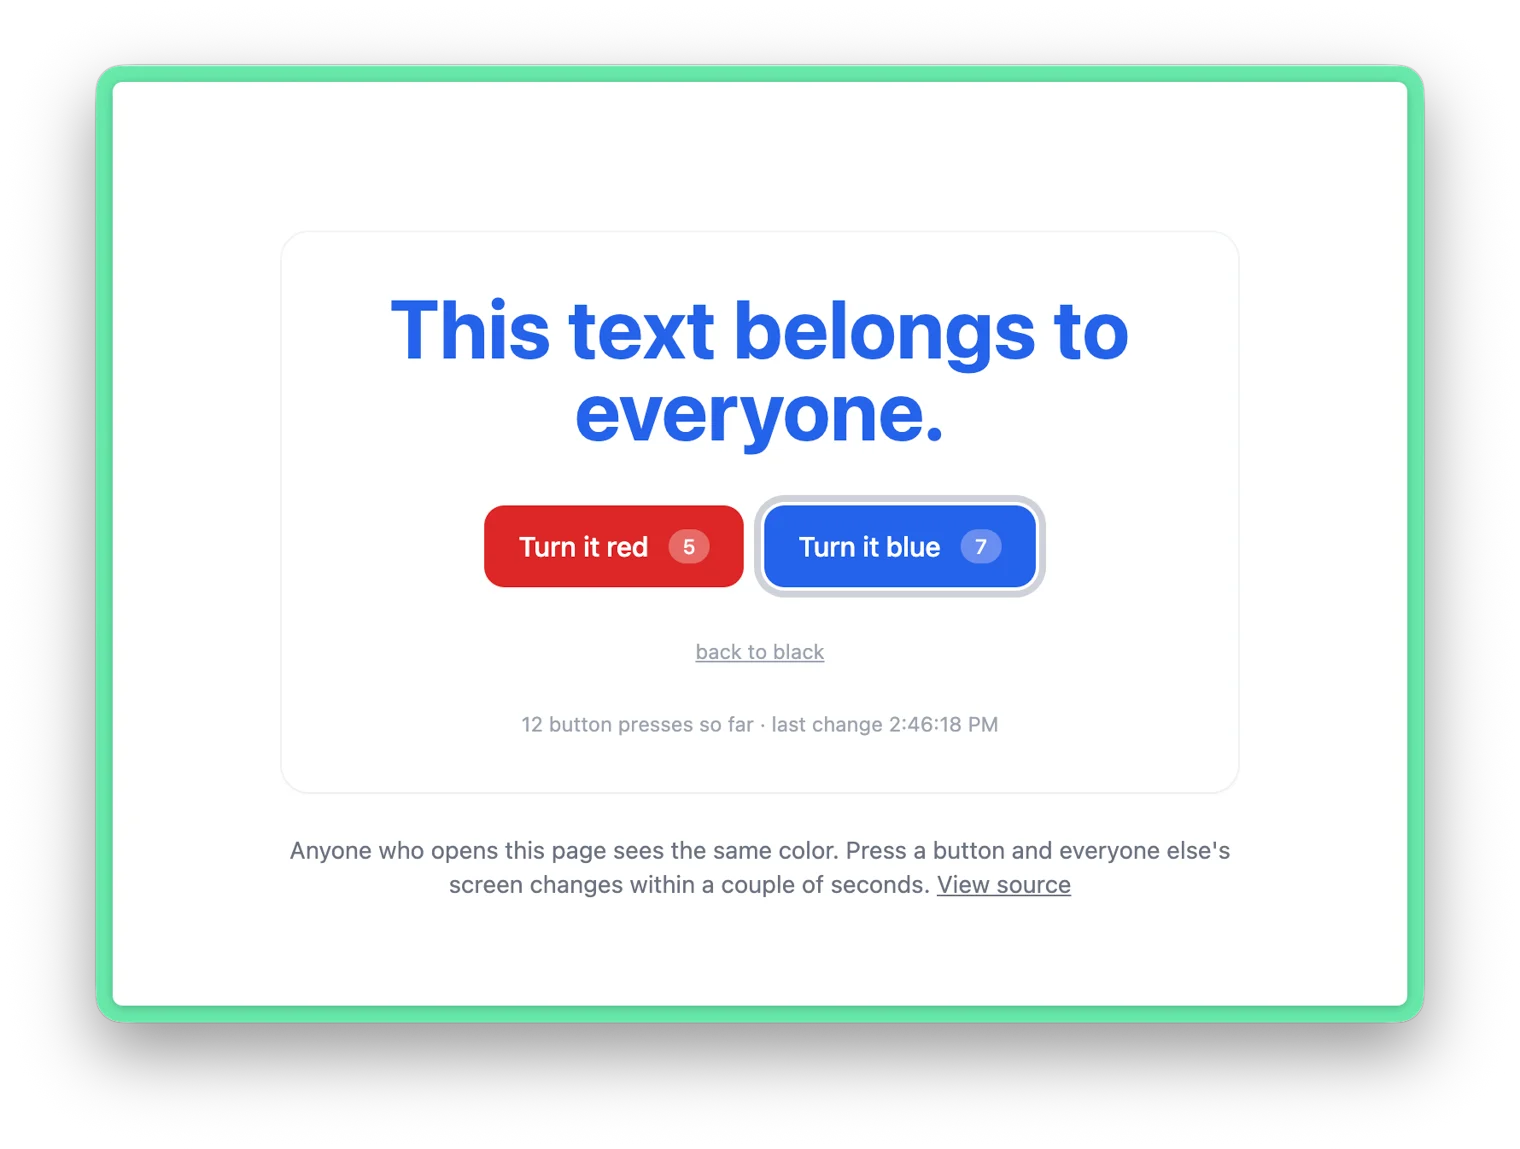 This text belongs to
everyone.
Turn it red 5
Turn it blue 7
back to black
12 button presses so far · last change 2:46:18 PM
Anyone who opens this page sees the same color. Press a button and everyone else's
screen changes within a couple of seconds. View source